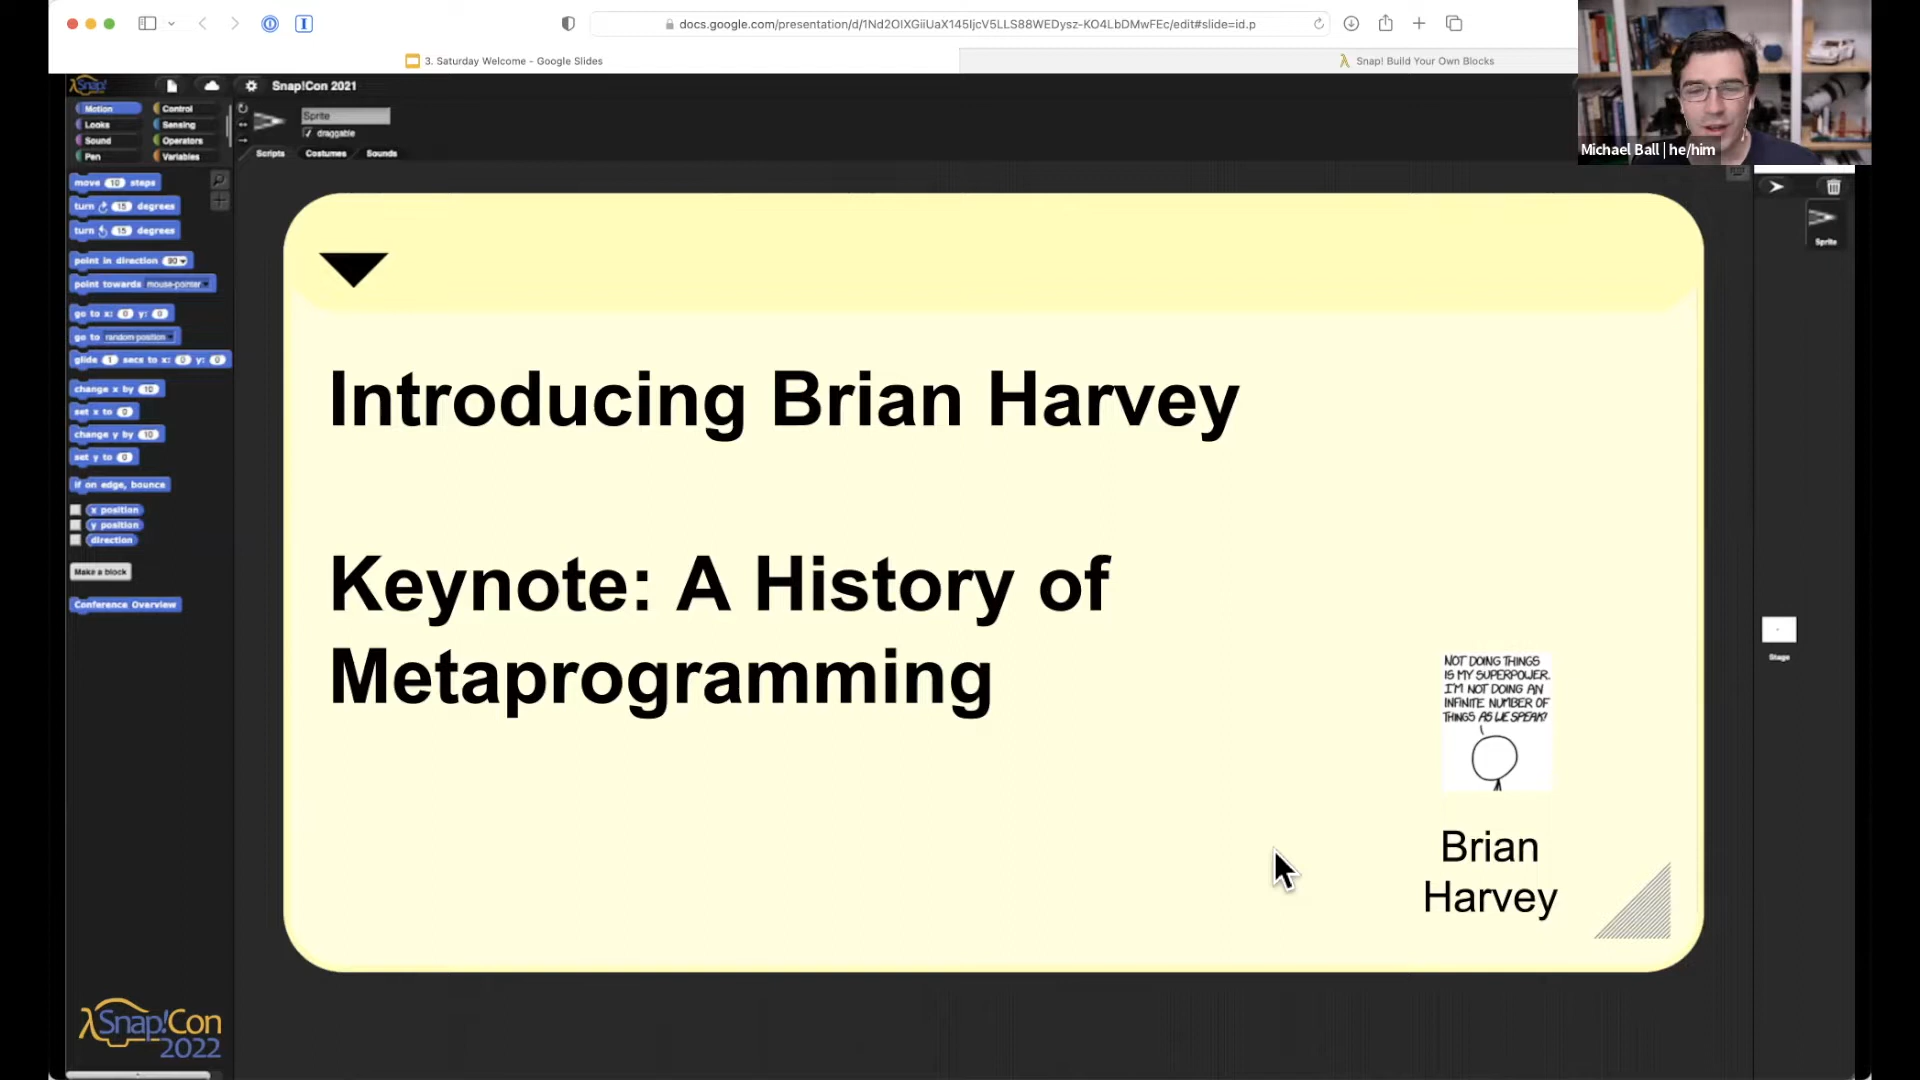 docs.google.com/presentation/d/1Nd2OIXGiiUaX145IjcV5LLS88WEDysz-KO4LbDMwFEc/edit#slide=id.p
3. Saturday Welcome - Google Slides
Snap! Build Your Own Blocks
Snap!
Snap!Con 2021
Michael Ball | he/him
Motion
Control
Looks
Sensing
Sound
Operators
Pen
Variables
Sprite
draggable
Scripts Costumes Sounds
move 10 steps
turn 15 degrees
turn 15 degrees
point in direction 90
point towards mouse-pointer
go to x: 0 y: 0
go to random position
glide 1 secs to x: 0 y: 0
change x by 10
set x to 0
change y by 10
set y to 0
if on edge, bounce
x position
y position
direction
Make a block
Conference Overview
Introducing Brian Harvey
Keynote: A History of
Metaprogramming
NOT DOING THINGS
IS MY SUPERPOWER.
I'M NOT DOING AN
INFINITE NUMBER OF
THINGS AS WE SPEAK!
Brian
Harvey
Sprite
Stage
λSnap!Con
2022